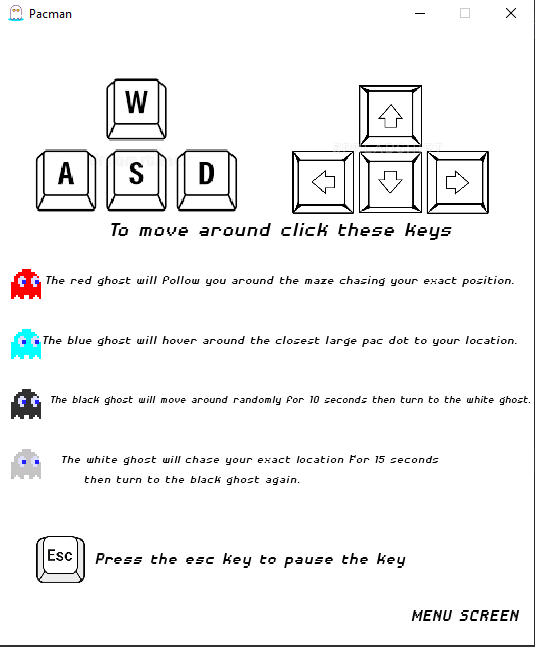 Pacman
W
A S D
To move around click these keys
The red ghost will follow you around the maze chasing your exact position.
The blue ghost will hover around the closest large pac dot to your location.
The black ghost will move around randomly for 10 seconds then turn to the white ghost.
The white ghost will chase your exact location for 15 seconds
then turn to the black ghost again.
Esc Press the esc key to pause the key
MENU SCREEN